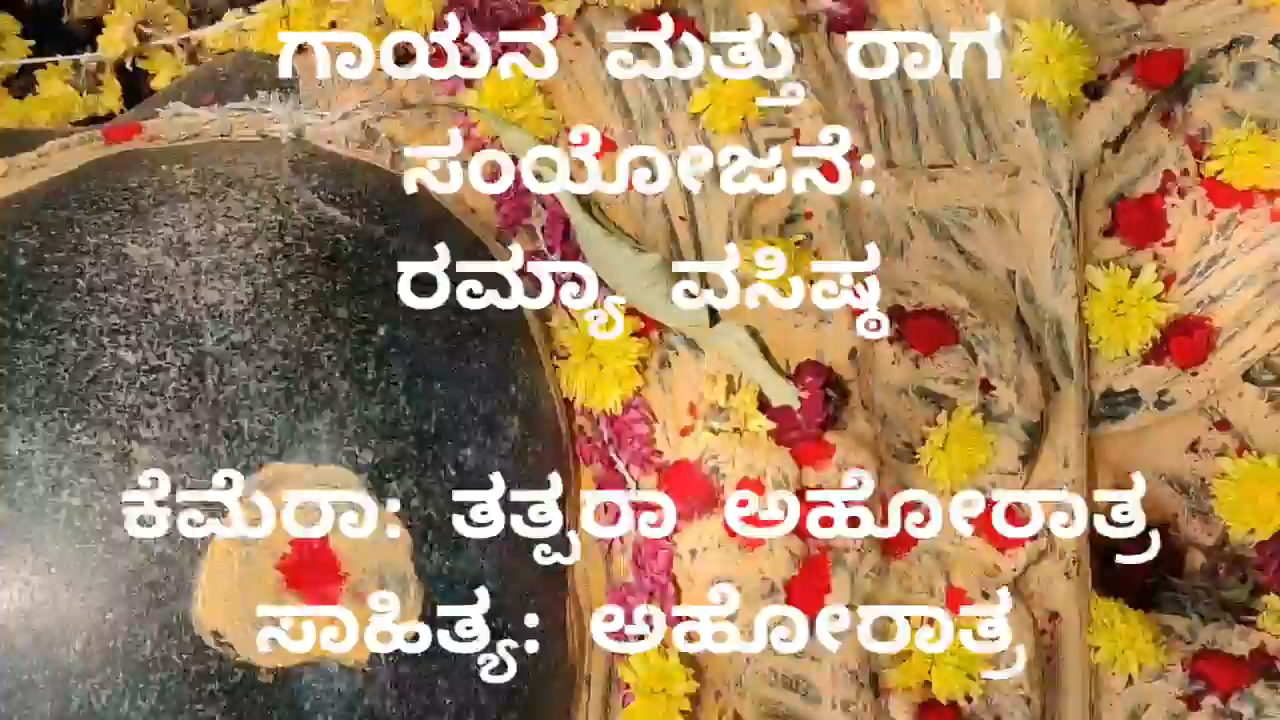 ಗಾಯನ ಮತ್ತು ರಾಗ
ಸಂಯೋಜನೆ:
ರಮ್ಯಾ ವಸಿಷ್ಠ
ಕೆಮೆರಾ: ತತ್ಪರಾ ಅಹೋರಾತ್ರ
ಸಾಹಿತ್ಯ: ಅಹೋರಾತ್ರ